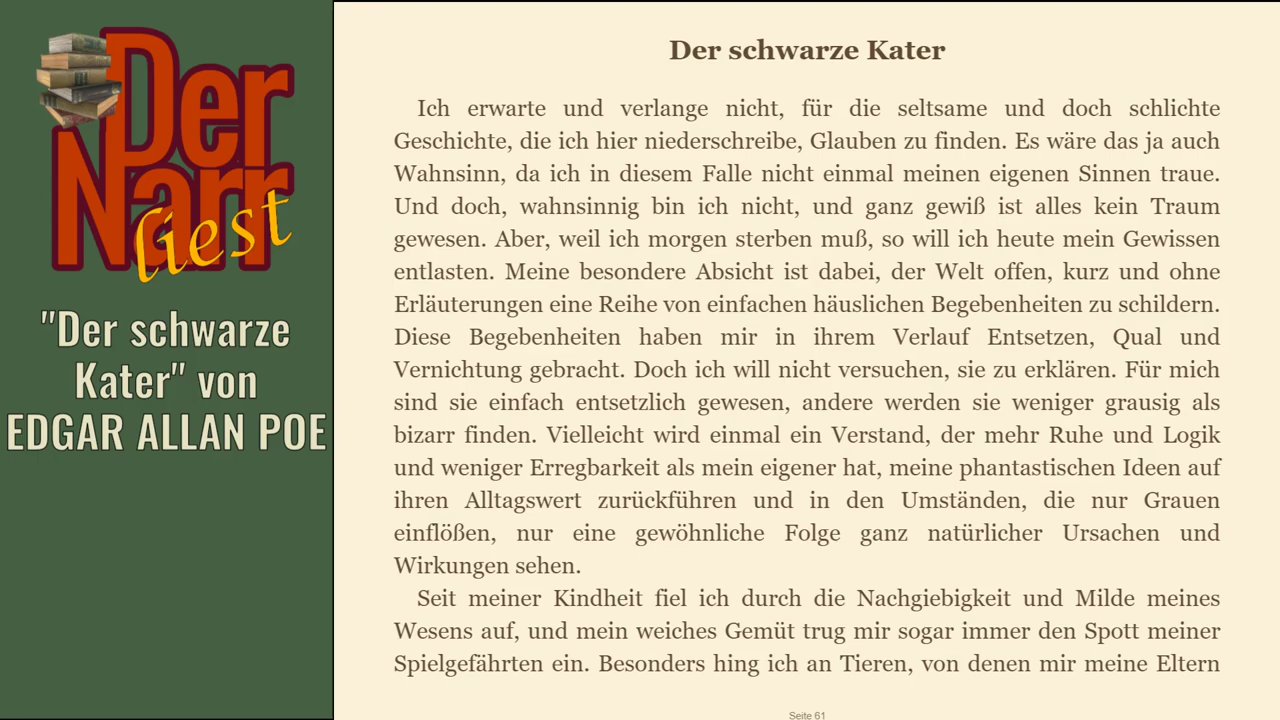 Der
Narr
liest
"Der schwarze
Kater" von
EDGAR ALLAN POE
Der schwarze Kater
Ich erwarte und verlange nicht, für die seltsame und doch schlichte
Geschichte, die ich hier niederschreibe, Glauben zu finden. Es wäre das ja auch
Wahnsinn, da ich in diesem Falle nicht einmal meinen eigenen Sinnen traue.
Und doch, wahnsinnig bin ich nicht, und ganz gewiß ist alles kein Traum
gewesen. Aber, weil ich morgen sterben muß, so will ich heute mein Gewissen
entlasten. Meine besondere Absicht ist dabei, der Welt offen, kurz und ohne
Erläuterungen eine Reihe von einfachen häuslichen Begebenheiten zu schildern.
Diese Begebenheiten haben mir in ihrem Verlauf Entsetzen, Qual und
Vernichtung gebracht. Doch ich will nicht versuchen, sie zu erklären. Für mich
sind sie einfach entsetzlich gewesen, andere werden sie weniger grausig als
bizarr finden. Vielleicht wird einmal ein Verstand, der mehr Ruhe und Logik
und weniger Erregbarkeit als mein eigener hat, meine phantastischen Ideen auf
ihren Alltagswert zurückführen und in den Umständen, die nur Grauen
einflößen, nur eine gewöhnliche Folge ganz natürlicher Ursachen und
Wirkungen sehen.
Seit meiner Kindheit fiel ich durch die Nachgiebigkeit und Milde meines
Wesens auf, und mein weiches Gemüt trug mir sogar immer den Spott meiner
Spielgefährten ein. Besonders hing ich an Tieren, von denen mir meine Eltern
Seite 61